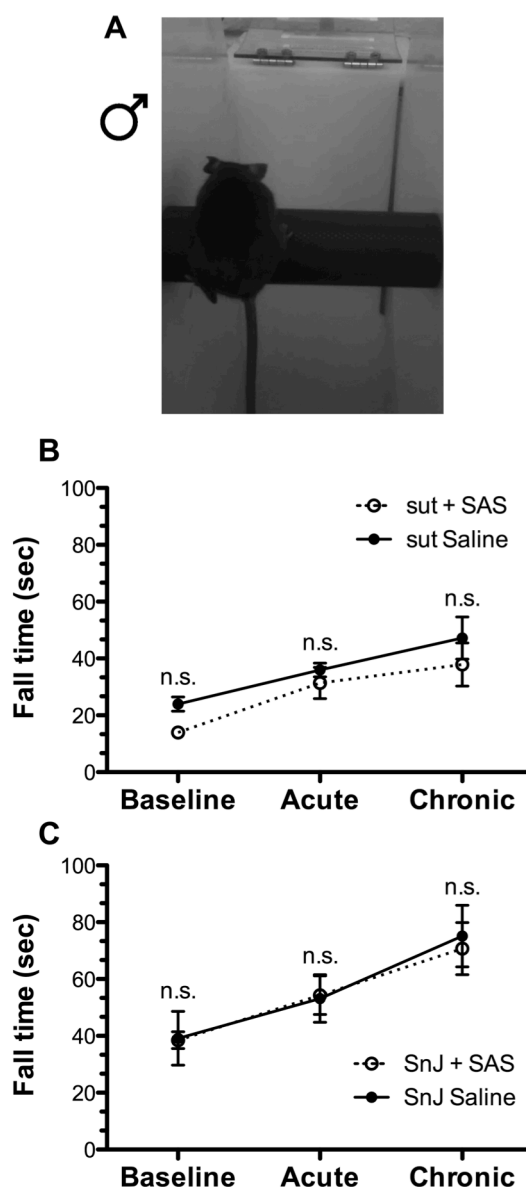 A
♂
B
100
80
60
40
20
0
Fall time (sec)
sut + SAS
sut Saline
n.s.
n.s.
n.s.
Baseline Acute Chronic
C
100
80
60
40
20
0
Fall time (sec)
n.s.
n.s.
n.s.
SnJ + SAS
SnJ Saline
Baseline Acute Chronic